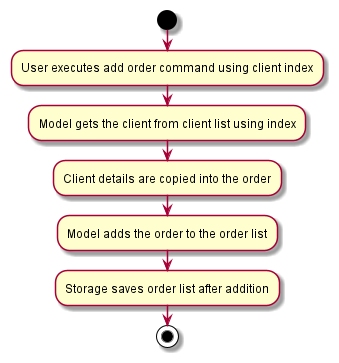 User executes add order command using client index
Model gets the client from client list using index
Client details are copied into the order
Model adds the order to the order list
Storage saves order list after addition